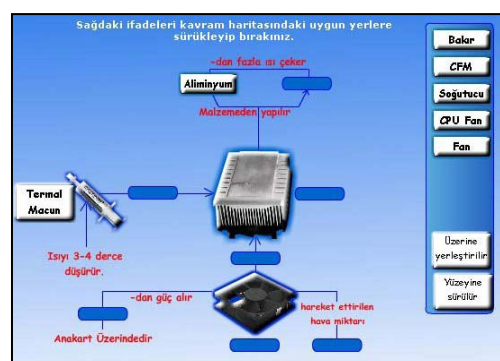 Sağdaki ifadeleri kavram haritasındaki uygun yerlere
sürükleyip bırakınız.
Bakır
CFM
Soğutucu
CPU Fan
Fan
-dan fazla ısı çeker
Aliminyum
Malzemeden yapılır
Termal
Macun
Isıyı 3-4 derce
düşürür.
Üzerine
yerleştirilir
Yüzeyine
sürülür
-dan güç alır
hareket ettirilen
hava miktarı
Anakart Üzerindedir